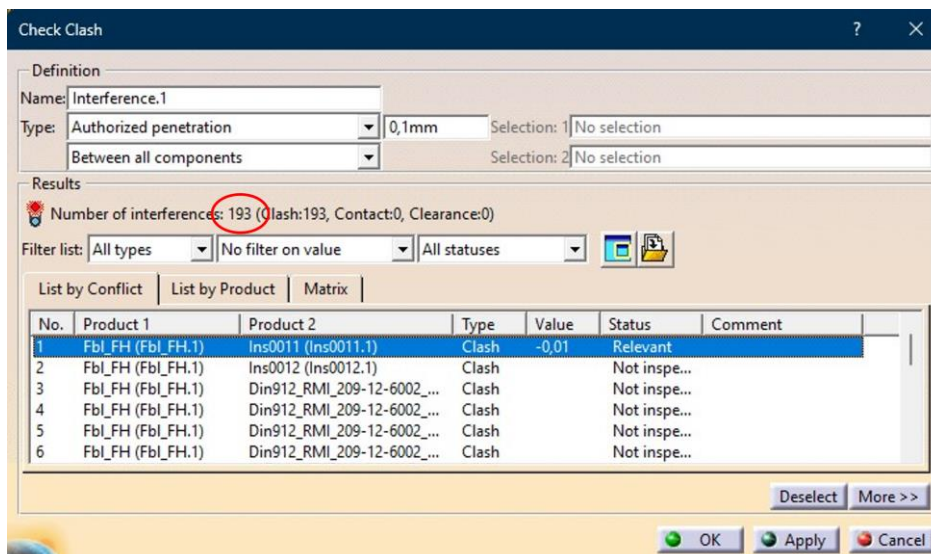 Check Clash ? ×
Definition
Name: Interference.1
Type: Authorized penetration 0,1mm Selection: 1 No selection
Between all components Selection: 2 No selection
Results
Number of interferences: 193 (Clash:193, Contact:0, Clearance:0)
Filter list: All types No filter on value All statuses
List by Conflict List by Product Matrix
No. Product 1 Product 2 Type Value Status Comment
1 Fbl_FH (Fbl_FH.1) Ins0011 (Ins0011.1) Clash -0,01 Relevant
2 Fbl_FH (Fbl_FH.1) Ins0012 (Ins0012.1) Clash Not inspe...
3 Fbl_FH (Fbl_FH.1) Din912_RMI_209-12-6002_... Clash Not inspe...
4 Fbl_FH (Fbl_FH.1) Din912_RMI_209-12-6002_... Clash Not inspe...
5 Fbl_FH (Fbl_FH.1) Din912_RMI_209-12-6002_... Clash Not inspe...
6 Fbl_FH (Fbl_FH.1) Din912_RMI_209-12-6002_... Clash Not inspe...
Deselect More >>
OK Apply Cancel